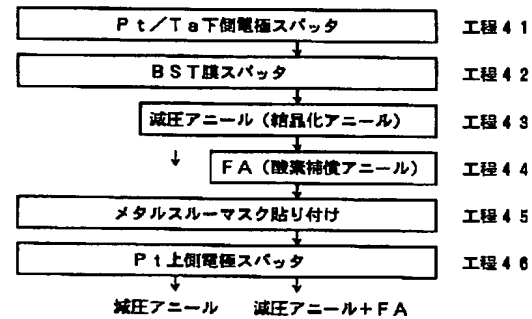 Pt/Ta下側電極スパッタ 工程41
BST膜スパッタ 工程42
減圧アニール(結晶化アニール) 工程43
FA(酸素補償アニール) 工程44
メタルスルーマスク貼り付け 工程45
Pt上側電極スパッタ 工程46
減圧アニール 減圧アニール+FA